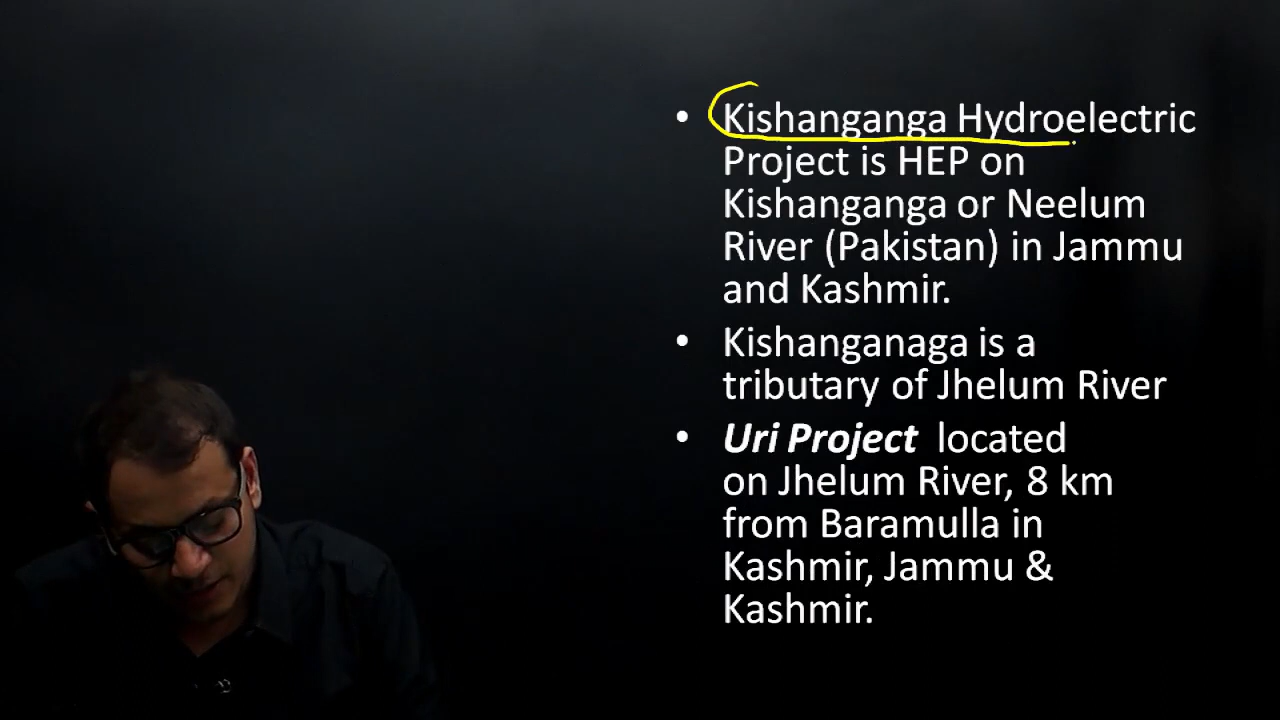 • Kishanganga Hydroelectric
Project is HEP on
Kishanganga or Neelum
River (Pakistan) in Jammu
and Kashmir.
• Kishanganaga is a
tributary of Jhelum River
• Uri Project located
on Jhelum River, 8 km
from Baramulla in
Kashmir, Jammu &
Kashmir.